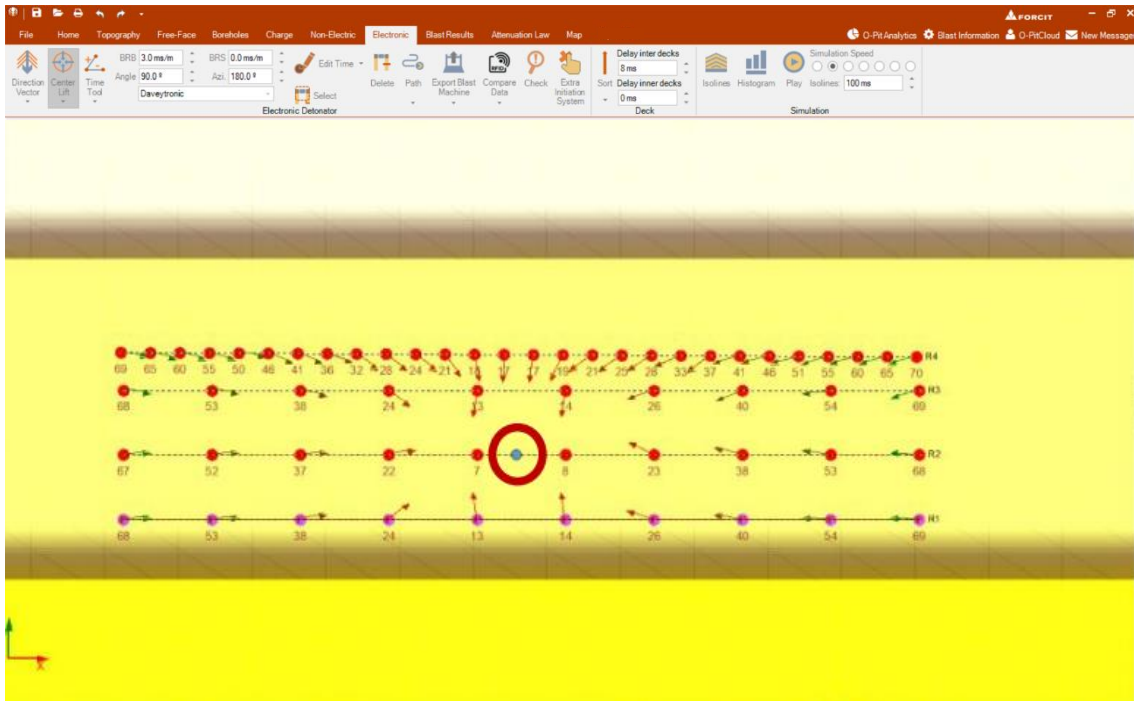 FORCIT
File Home Topography Free-Face Boreholes Charge Non-Electric Electronic Blast Results Attenuation Law Map
O-PitAnalytics Blast Information O-PitCloud New Message
Direction Vector
Center Lift
Time Tool
BRB 3.0 ms/m BRS 0.0 ms/m
Angle 90.0 º Azi. 180.0 º
Daveytronic
Edit Time
Select
Electronic Detonator
Delete
Path
Export Blast Machine
Compare Data
Check
Extra Initiation System
Sort
Delay inter decks
8 ms
Delay inner decks
0 ms
Deck
Isolines
Histogram
Play
Simulation Speed
Isolines: 100 ms
Simulation
R4
69 65 60 55 50 46 41 36 32 28 24 21 18 17 17 19 21 25 28 33 37 41 46 51 55 60 65 70
R3
68 53 38 24 13 14 26 40 54 69
R2
67 52 37 22 7 8 23 38 53 68
R1
68 53 38 24 13 14 26 40 54 69
X